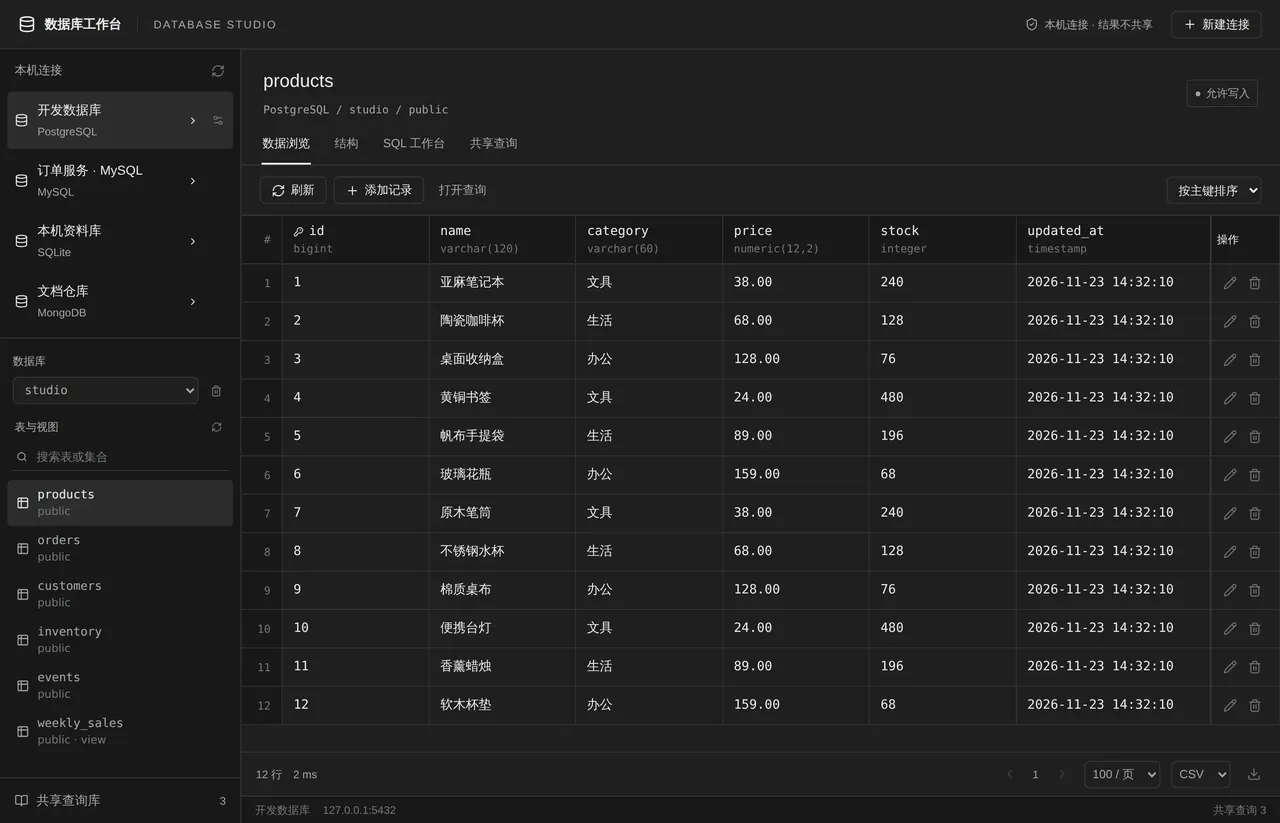 数据库工作台 DATABASE STUDIO 本机连接 · 结果不共享 新建连接
本机连接
开发数据库
PostgreSQL
订单服务 · MySQL
MySQL
本机资料库
SQLite
文档仓库
MongoDB
数据库
studio
表与视图
搜索表或集合
products
public
orders
public
customers
public
inventory
public
events
public
weekly_sales
public · view
共享查询库 3
products
PostgreSQL / studio / public
允许写入
数据浏览 结构 SQL 工作台 共享查询
刷新 添加记录 打开查询 按主键排序
# id name category price stock updated_at 操作
bigint varchar(120) varchar(60) numeric(12,2) integer timestamp
1 1 亚麻笔记本 文具 38.00 240 2026-11-23 14:32:10
2 2 陶瓷咖啡杯 生活 68.00 128 2026-11-23 14:32:10
3 3 桌面收纳盒 办公 128.00 76 2026-11-23 14:32:10
4 4 黄铜书签 文具 24.00 480 2026-11-23 14:32:10
5 5 帆布手提袋 生活 89.00 196 2026-11-23 14:32:10
6 6 玻璃花瓶 办公 159.00 68 2026-11-23 14:32:10
7 7 原木笔筒 文具 38.00 240 2026-11-23 14:32:10
8 8 不锈钢水杯 生活 68.00 128 2026-11-23 14:32:10
9 9 棉质桌布 办公 128.00 76 2026-11-23 14:32:10
10 10 便携台灯 文具 24.00 480 2026-11-23 14:32:10
11 11 香薰蜡烛 生活 89.00 196 2026-11-23 14:32:10
12 12 软木杯垫 办公 159.00 68 2026-11-23 14:32:10
12 行 2 ms 1 100 / 页 CSV
开发数据库 127.0.0.1:5432 共享查询 3